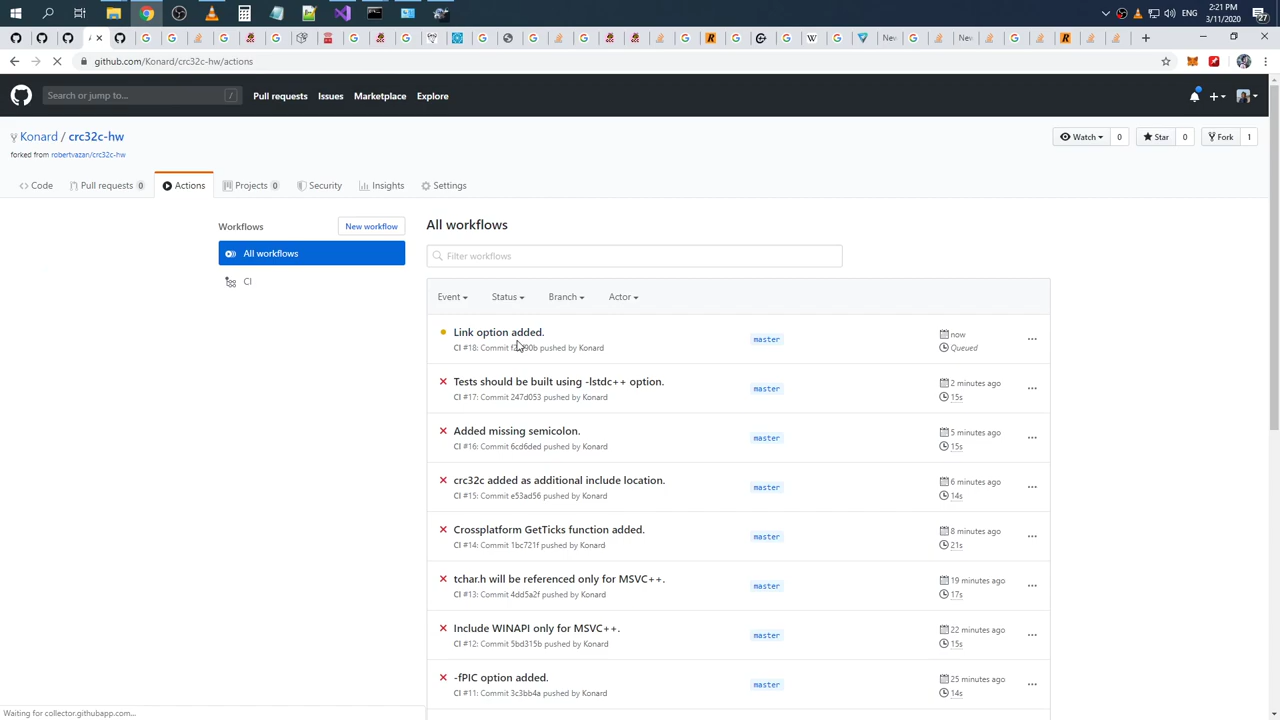 2:21 PM
ENG
3/11/2020
27
New
New
github.com/Konard/crc32c-hw/actions
Search or jump to...
/
Pull requests
Issues
Marketplace
Explore
Konard / crc32c-hw
forked from robertvazan/crc32c-hw
Watch
0
Star
0
Fork
1
Code
Pull requests 0
Actions
Projects 0
Security
Insights
Settings
Workflows
New workflow
All workflows
CI
All workflows
Filter workflows
Event
Status
Branch
Actor
Link option added.
CI #18: Commit pushed by Konard
master
now
Queued
Tests should be built using -lstdc++ option.
CI #17: Commit 247d053 pushed by Konard
master
2 minutes ago
15s
Added missing semicolon.
CI #16: Commit 6cd6ded pushed by Konard
master
5 minutes ago
15s
crc32c added as additional include location.
CI #15: Commit e53ad56 pushed by Konard
master
6 minutes ago
14s
Crossplatform GetTicks function added.
CI #14: Commit 1bc721f pushed by Konard
master
8 minutes ago
21s
tchar.h will be referenced only for MSVC++.
CI #13: Commit 4dd5a2f pushed by Konard
master
19 minutes ago
17s
Include WINAPI only for MSVC++.
CI #12: Commit 5bd315b pushed by Konard
master
22 minutes ago
15s
-fPIC option added.
CI #11: Commit 3c3bb4a pushed by Konard
master
25 minutes ago
14s
Waiting for collector.githubapp.com...